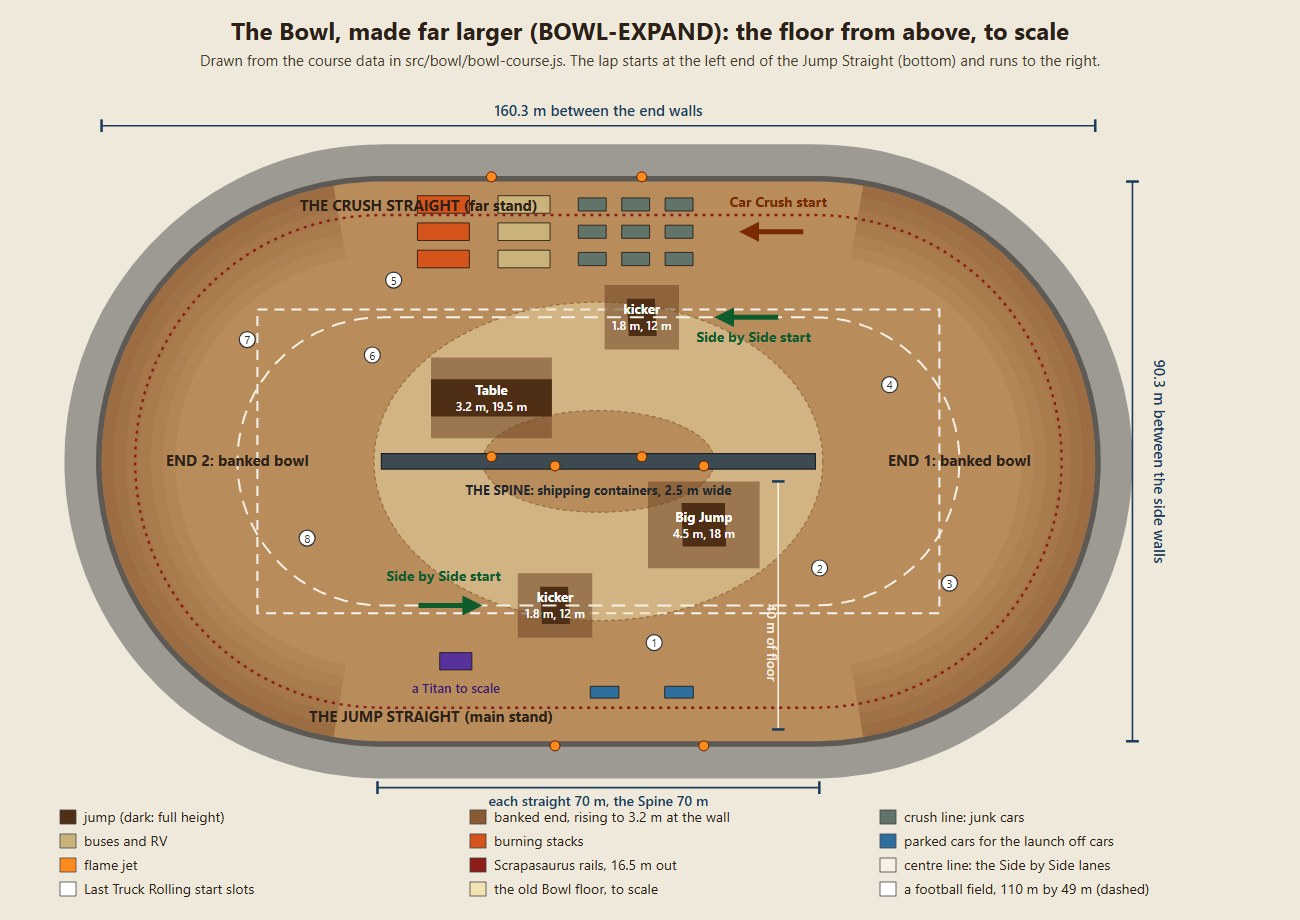 The Bowl, made far larger (BOWL-EXPAND): the floor from above, to scale
Drawn from the course data in src/bowl/bowl-course.js. The lap starts at the left end of the Jump Straight (bottom) and runs to the right.
160.3 m between the end walls
THE CRUSH STRAIGHT (far stand)
Car Crush start
5
kicker
1.8 m, 12 m
Side by Side start
7
6
4
Table
3.2 m, 19.5 m
90.3 m between the side walls
END 2: banked bowl
END 1: banked bowl
THE SPINE: shipping containers, 2.5 m wide
Big Jump
4.5 m, 18 m
8
2
3
Side by Side start
kicker
1.8 m, 12 m
40 m of floor
1
a Titan to scale
THE JUMP STRAIGHT (main stand)
each straight 70 m, the Spine 70 m
jump (dark: full height)
banked end, rising to 3.2 m at the wall
crush line: junk cars
buses and RV
burning stacks
parked cars for the launch off cars
flame jet
Scrapasaurus rails, 16.5 m out
centre line: the Side by Side lanes
Last Truck Rolling start slots
the old Bowl floor, to scale
a football field, 110 m by 49 m (dashed)